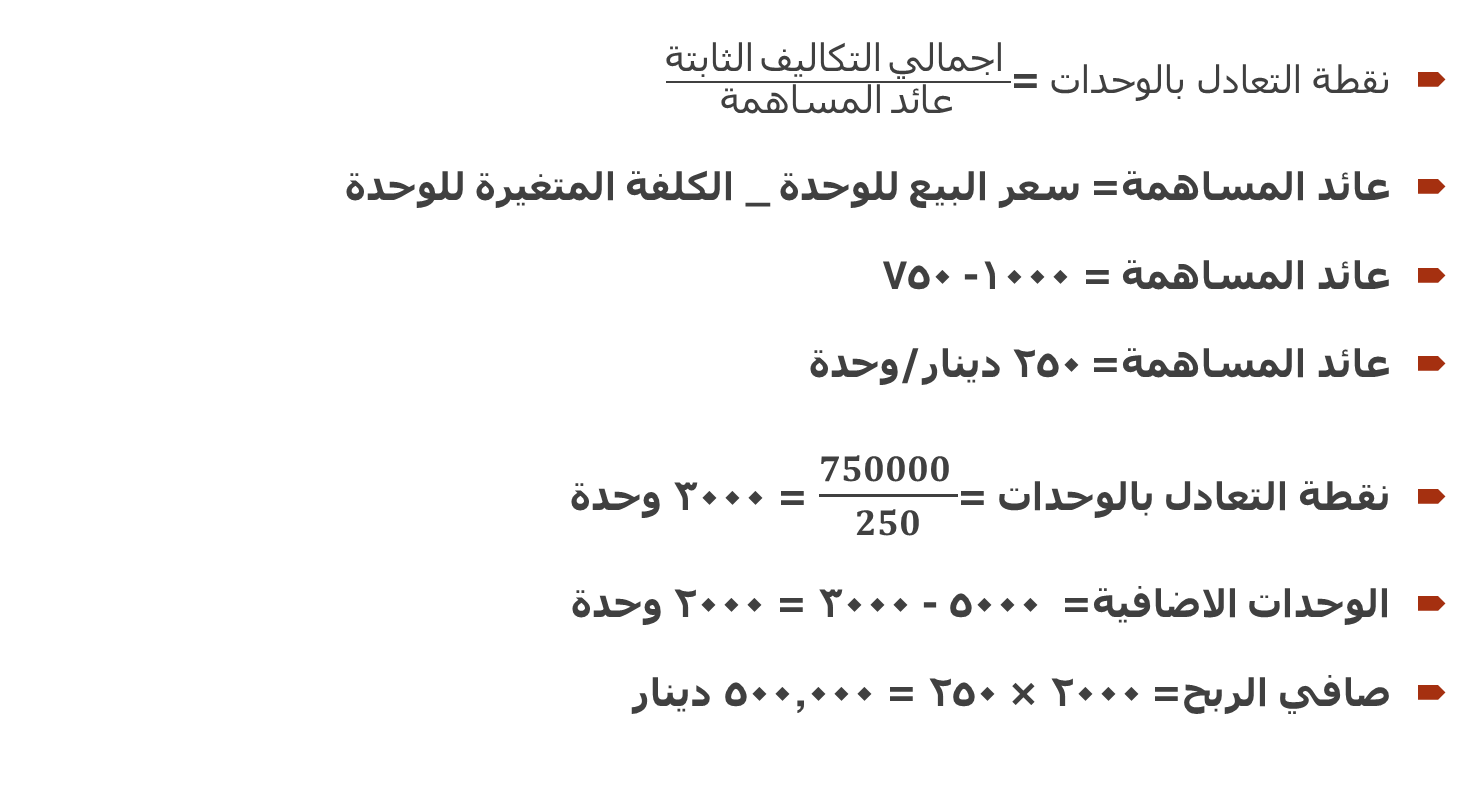 نقطة التعادل بالوحدات = اجمالي التكاليف الثابتة / عائد المساهمة
عائد المساهمة= سعر البيع للوحدة _ الكلفة المتغيرة للوحدة
عائد المساهمة = ١٠٠٠- ٧٥٠
عائد المساهمة= ٢٥٠ دينار/وحدة
نقطة التعادل بالوحدات = 750000 / 250 = ٣٠٠٠ وحدة
الوحدات الاضافية= ٥٠٠٠ - ٣٠٠٠ = ٢٠٠٠ وحدة
صافي الربح= ٢٠٠٠ × ٢٥٠ = ٥٠٠,٠٠٠ دينار